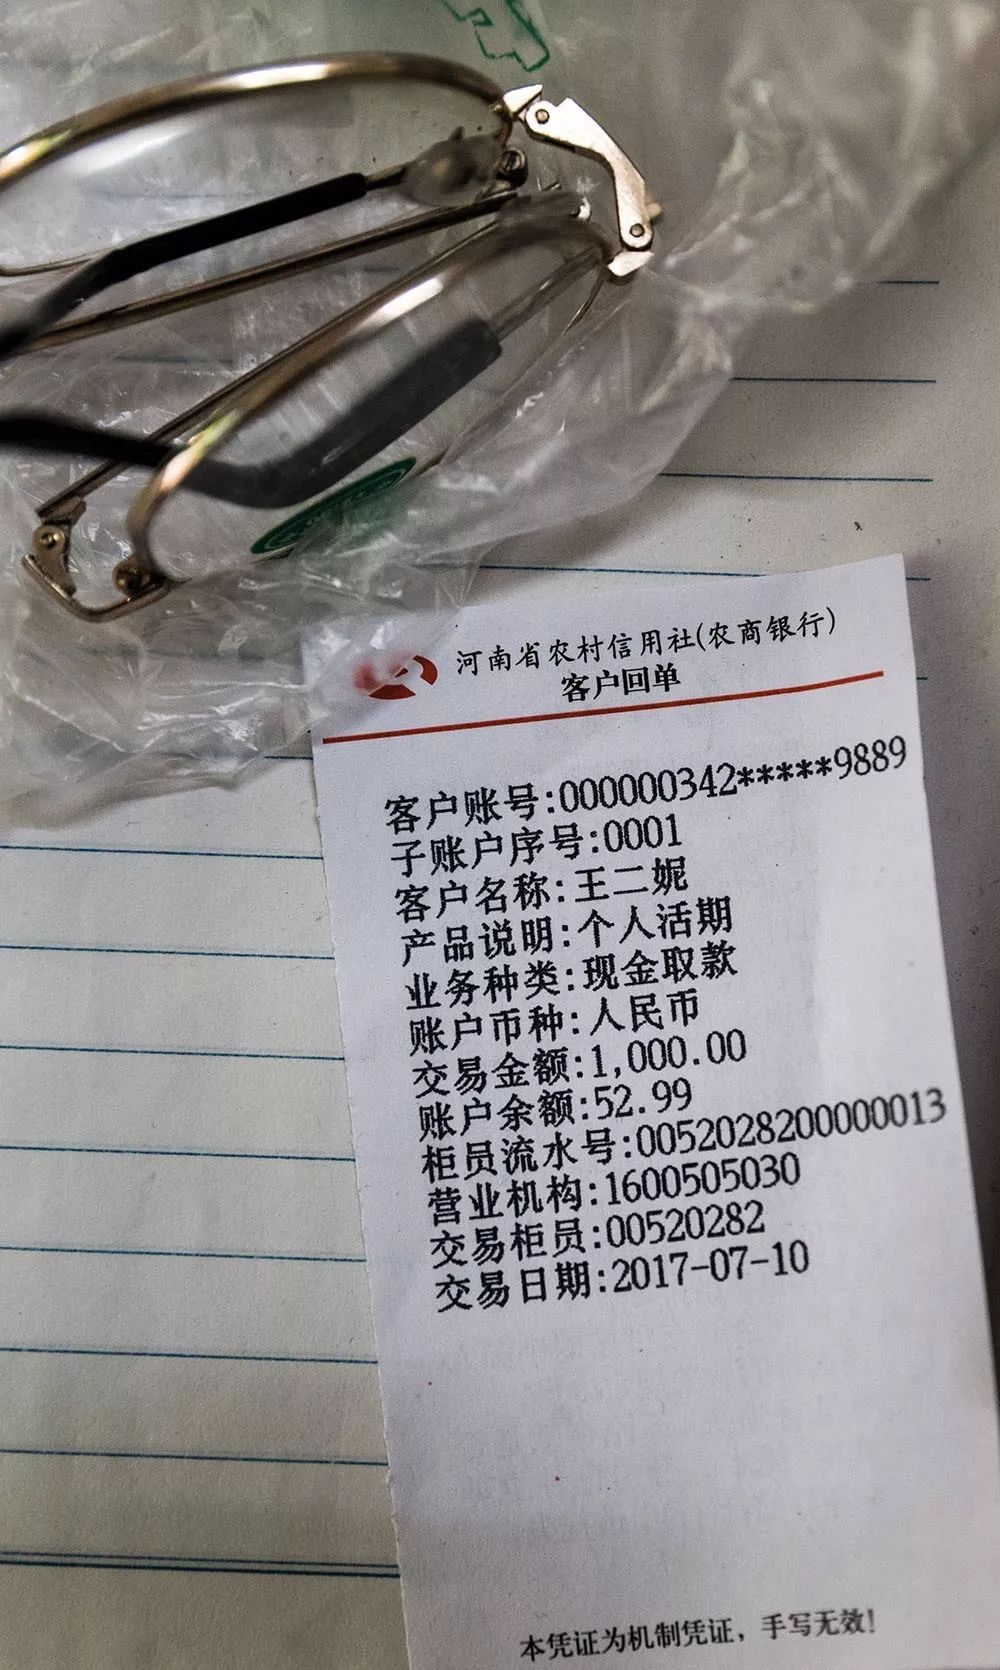 河南省农村信用社(农商银行)
客户回单
客户账号:000000342*****9889
子账户序号:0001
客户名称:王二妮
产品说明:个人活期
业务种类:现金取款
账户币种:人民币
交易金额:1,000.00
账户余额:52.99
柜员流水号:0052028200000013
营业机构:1600505030
交易柜员:00520282
交易日期:2017-07-10
本凭证为机制凭证，手写无效!